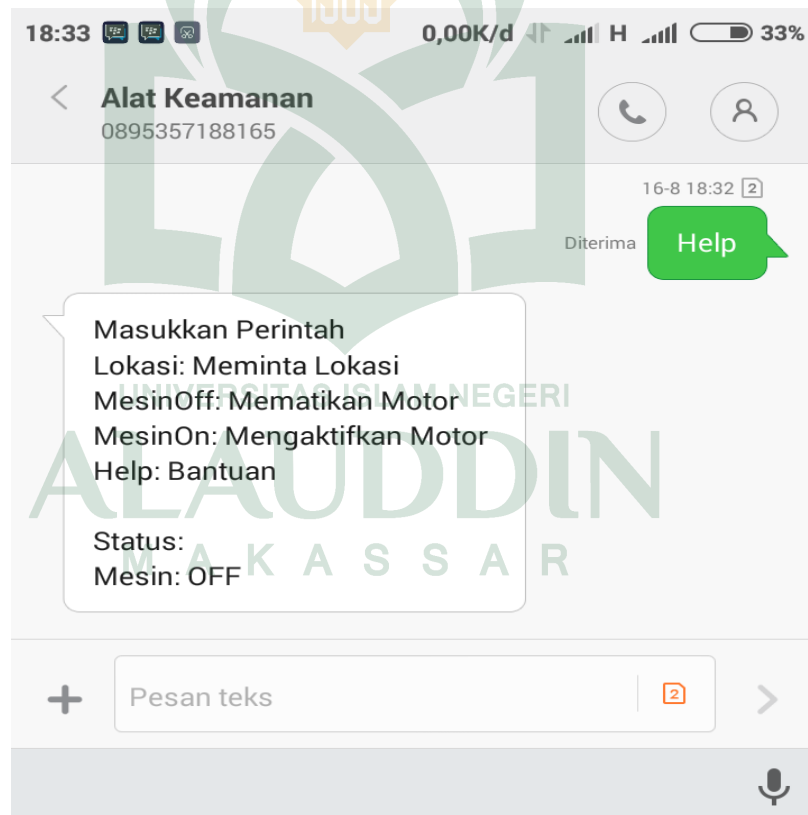 18:33 0,00K/d H 33%
Alat Keamanan
0895357188165
16-8 18:32 2
Diterima Help
Masukkan Perintah
Lokasi: Meminta Lokasi
MesinOff: Mematikan Motor
MesinOn: Mengaktifkan Motor
Help: Bantuan
Status:
Mesin: OFF
UNIVERSITAS ISLAM NEGERI
ALAUDDIN
MAKASSAR
Pesan teks 2